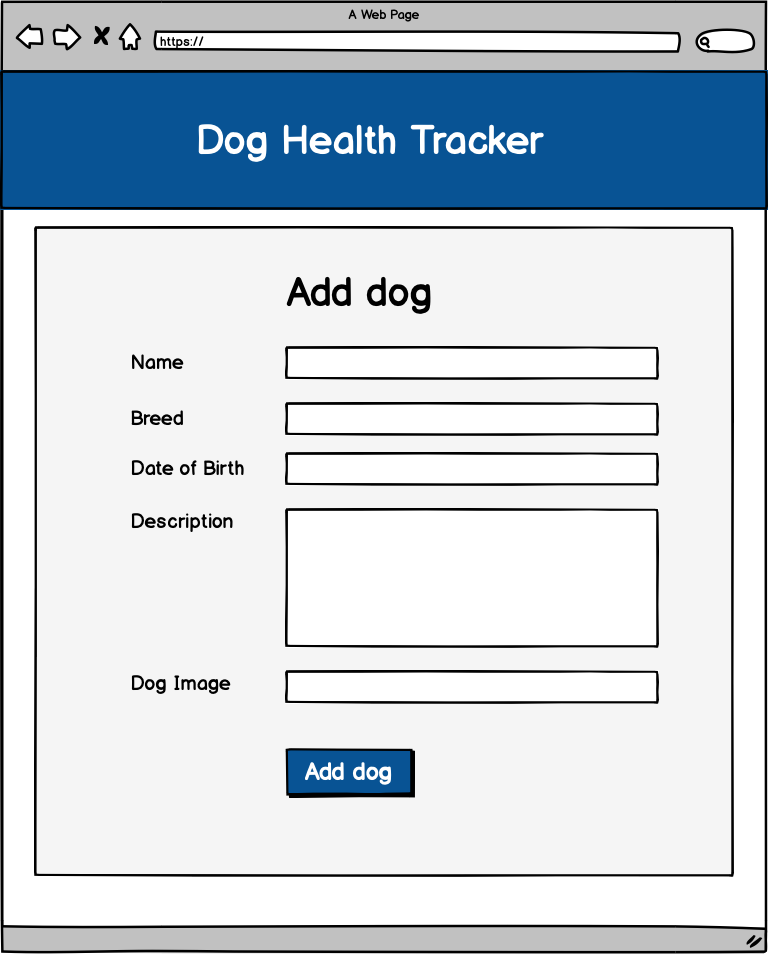 A Web Page
https://
Dog Health Tracker
Add dog
Name
Breed
Date of Birth
Description
Dog Image
Add dog